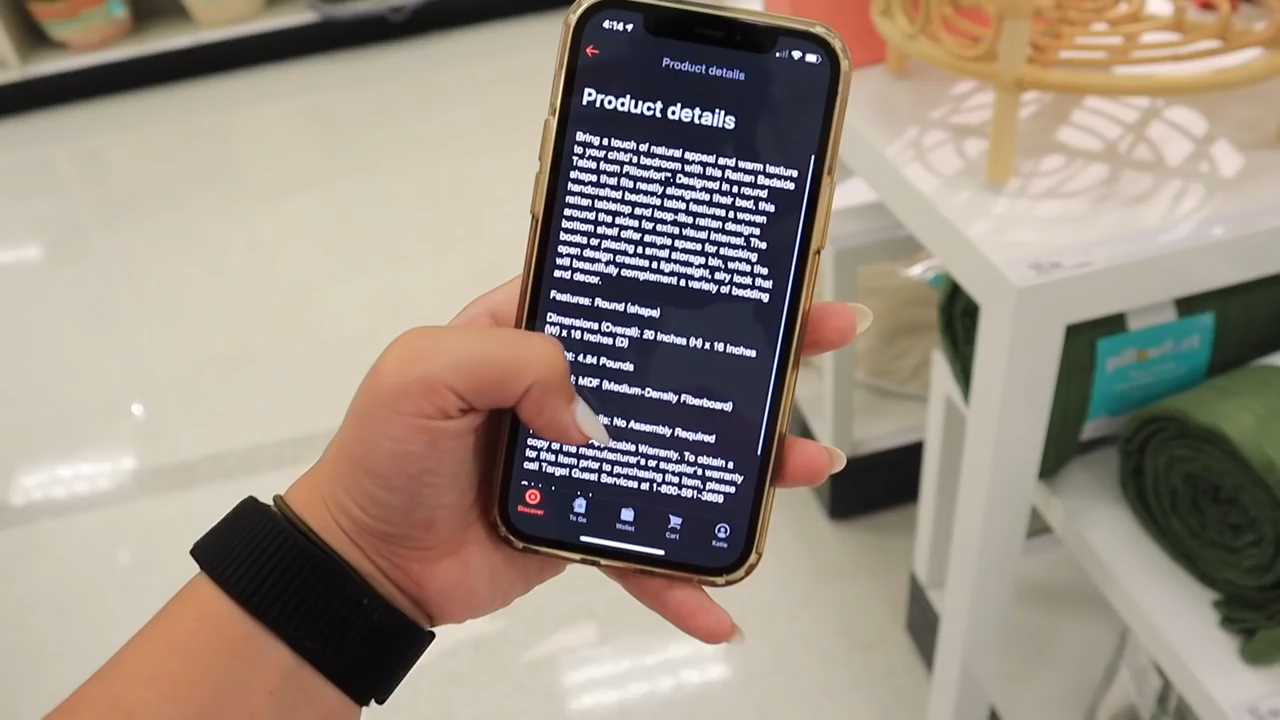 4:14
Product details
Product details
Bring a touch of natural appeal and warm texture
to your child's bedroom with this Rattan Bedside
Table from Pillowfort™. Designed in a round
shape that fits neatly alongside their bed, this
handcrafted bedside table features a woven
rattan tabletop and loop-like rattan designs
around the sides for extra visual interest. The
bottom shelf offer ample space for stacking
books or placing a small storage bin, while the
open design creates a lightweight, airy look that
will beautifully complement a variety of bedding
and decor.
Features: Round (shape)
Dimensions (Overall): 20 Inches (H) x 16 Inches
(W) x 16 Inches (D)
ht: 4.84 Pounds
: MDF (Medium-Density Fiberboard)
ils: No Assembly Required
plicable Warranty. To obtain a
copy of the manufacturer's or supplier's warranty
for this item prior to purchasing the item, please
call Target Guest Services at 1-800-591-3869
Discover
To Go
Wallet
Cart
Katie
pillowfort